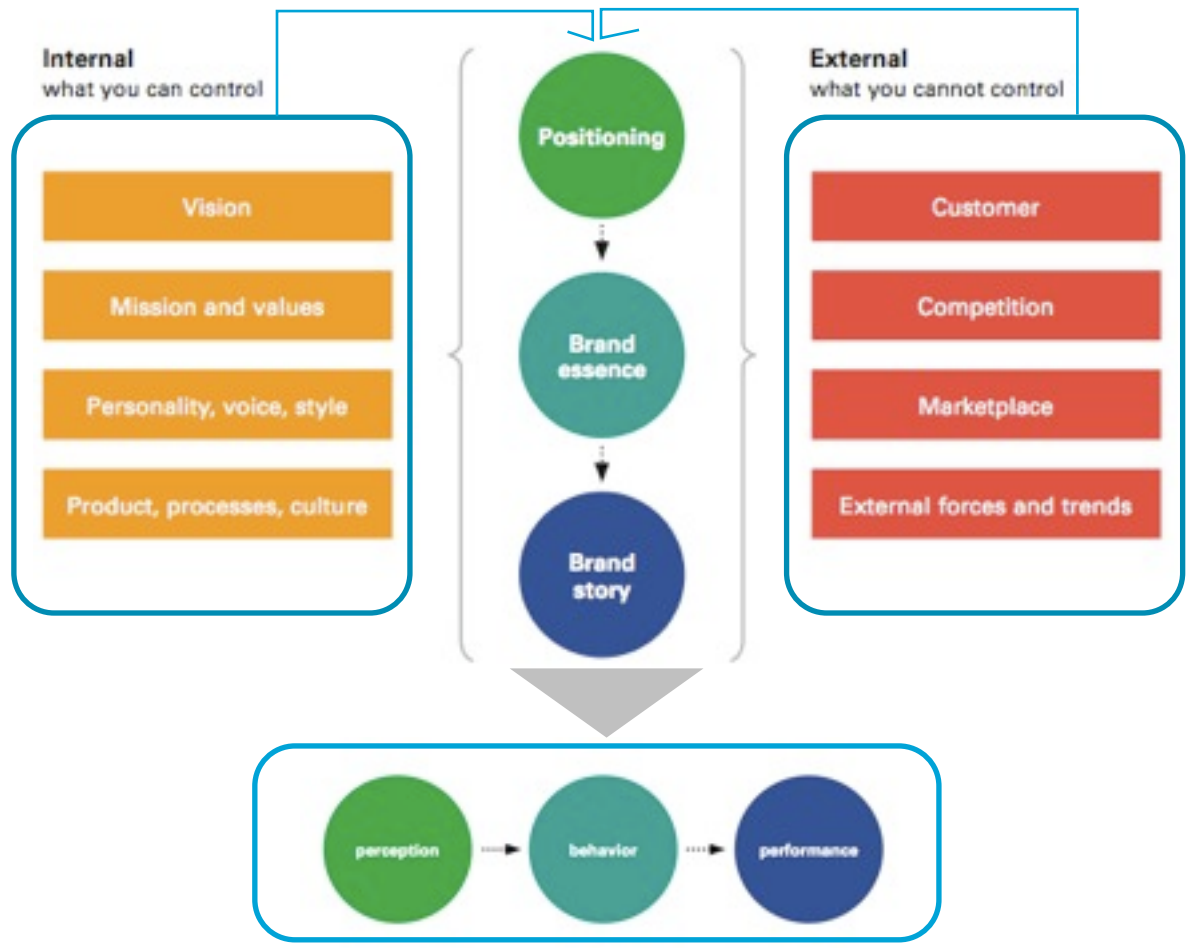 Internal
what you can control
Vision
Mission and values
Personality, voice, style
Product, processes, culture
Positioning
Brand
essence
Brand
story
External
what you cannot control
Customer
Competition
Marketplace
External forces and trends
perception
behavior
performance